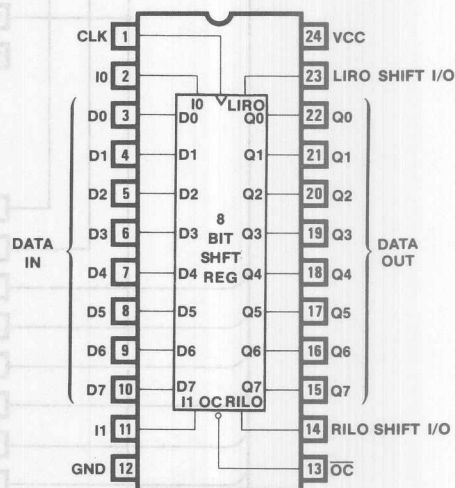 CLK 1 24 VCC
I0 2 23 LIRO SHIFT I/O
I0 LIRO
D0 3 D0 Q0 22 Q0
D1 4 D1 Q1 21 Q1
D2 5 D2 Q2 20 Q2
D3 6 D3 Q3 19 Q3
D4 7 D4 Q4 18 Q4
D5 8 D5 Q5 17 Q5
D6 9 D6 Q6 16 Q6
D7 10 D7 Q7 15 Q7
8
BIT
SHFT
REG
DATA
IN
DATA
OUT
I1 OC RILO
I1 11 14 RILO SHIFT I/O
GND 12 13 OC